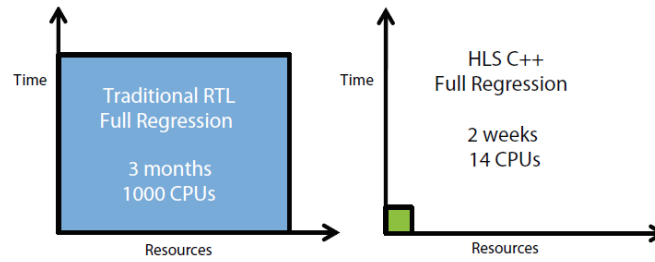 Time
Traditional RTL
Full Regression
3 months
1000 CPUs
Resources
Time
HLS C++
Full Regression
2 weeks
14 CPUs
Resources